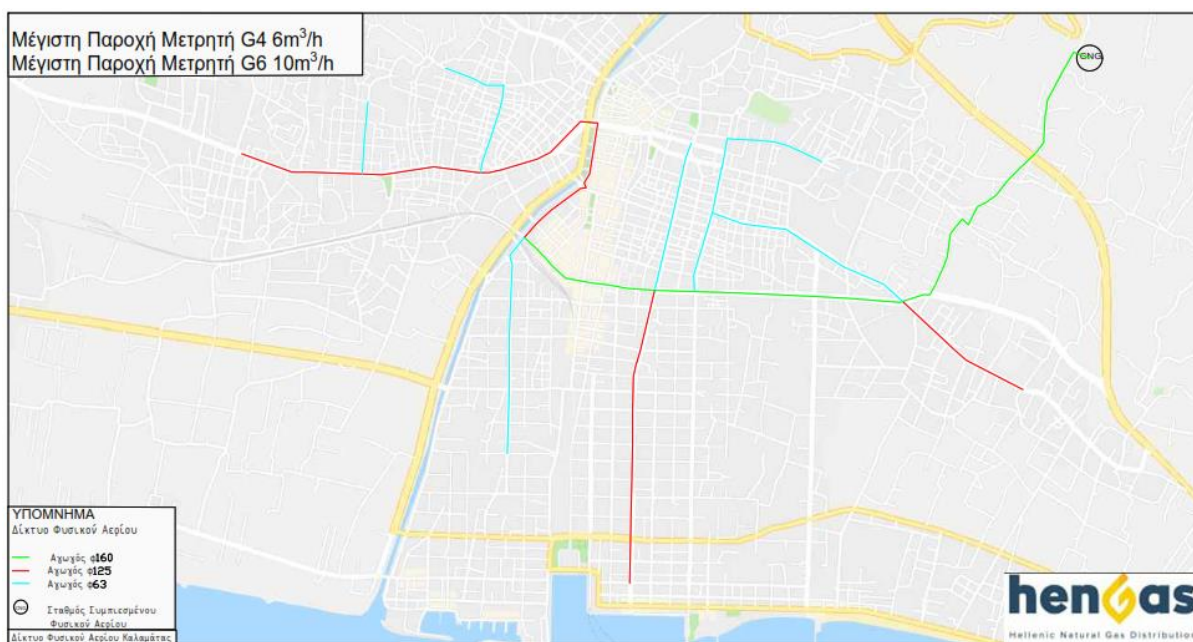 Μέγιστη Παροχή Μετρητή G4 6m³/h
Μέγιστη Παροχή Μετρητή G6 10m³/h
CNG
ΥΠΟΜΝΗΜΑ
Δίκτυο Φυσικού Αερίου
Αγωγός φ160
Αγωγός φ125
Αγωγός φ63
CNG
Σταθμός Συμπιεσμένου
Φυσικού Αερίου
Δίκτυο Φυσικού Αερίου Καλαμάτας
hengas
Hellenic Natural Gas Distribution